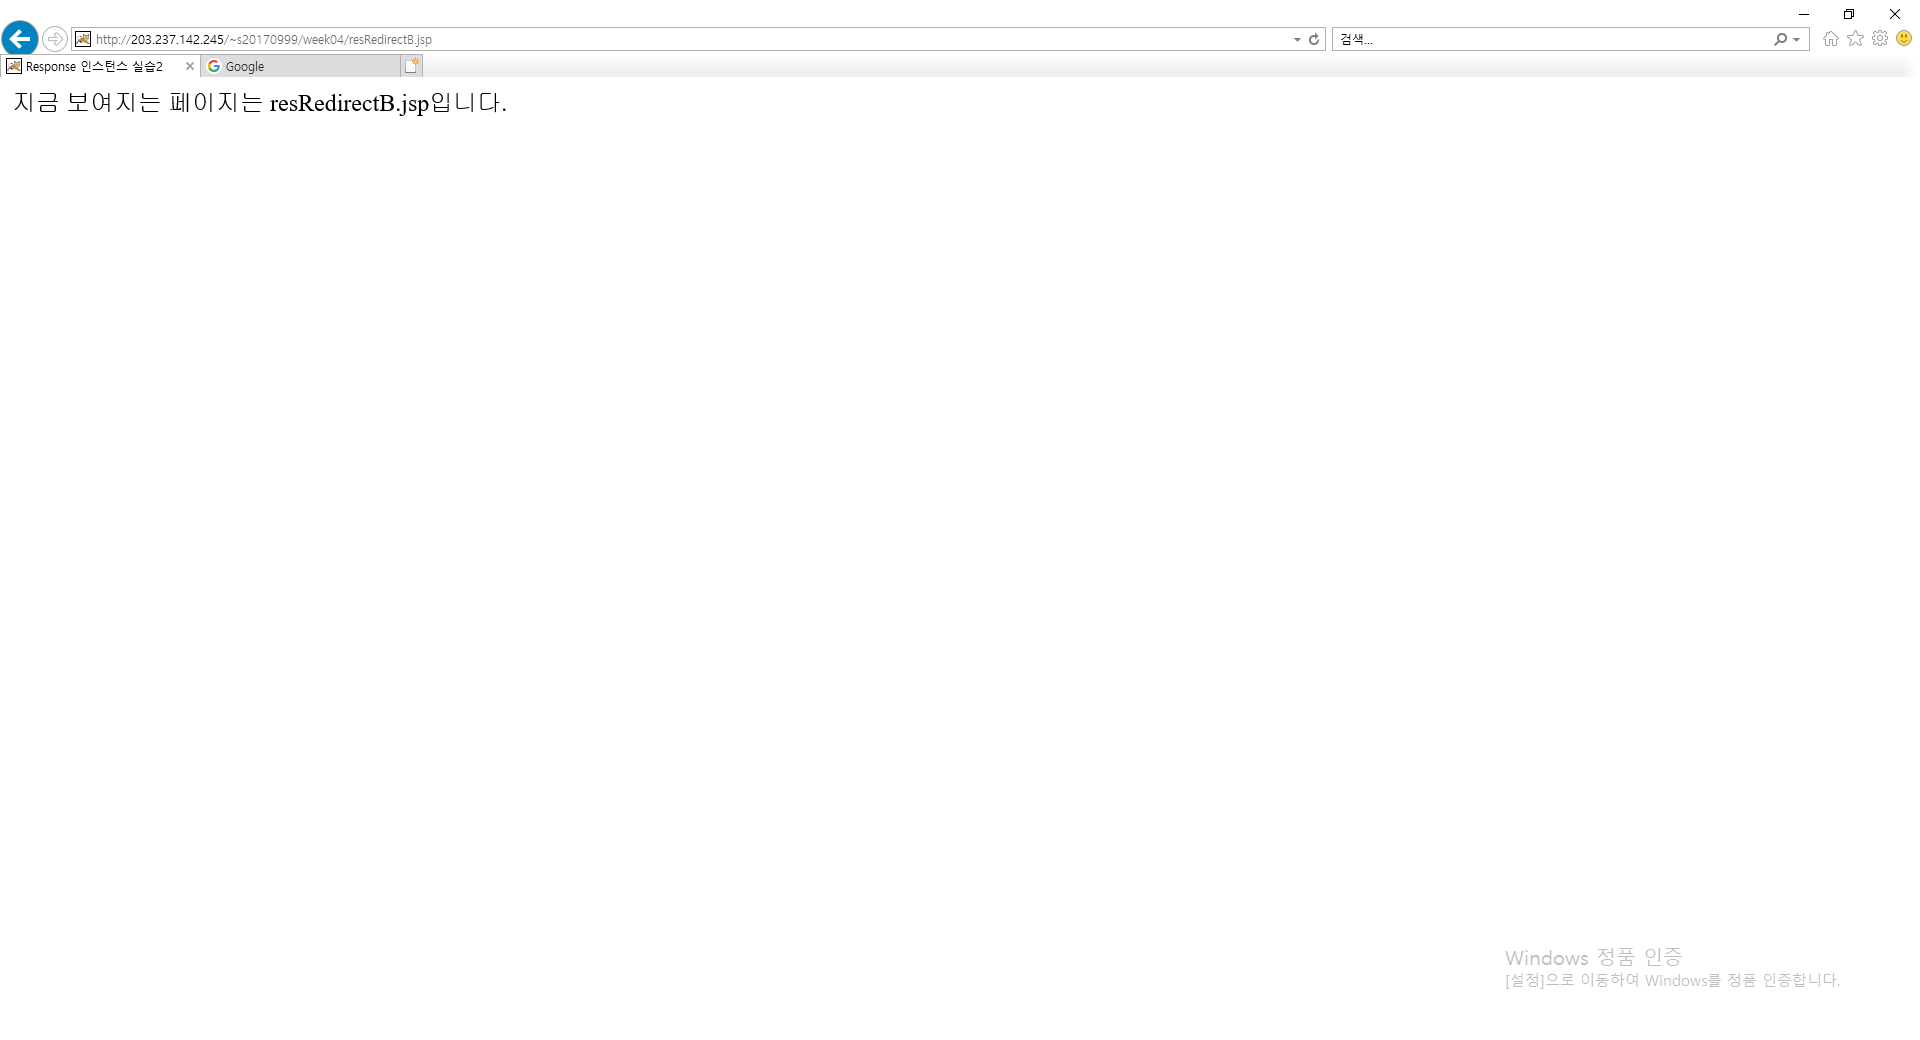 http://203.237.142.245/~s20170999/week04/resRedirectB.jsp
검색...
Response 인스턴스 실습2
Google
지금 보여지는 페이지는 resRedirectB.jsp입니다.
Windows 정품 인증
[설정]으로 이동하여 Windows를 정품 인증합니다.